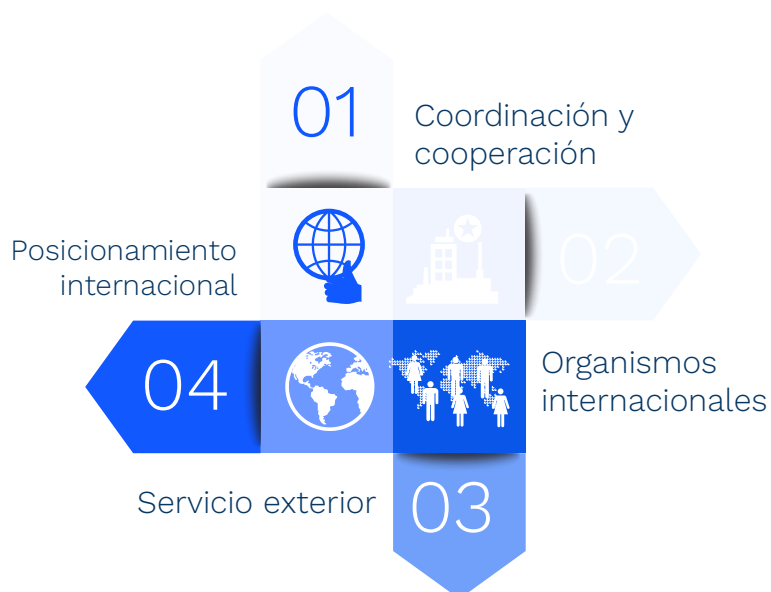 01
Coordinación y
cooperación
Posicionamiento
internacional
02
04
Organismos
internacionales
Servicio exterior
03